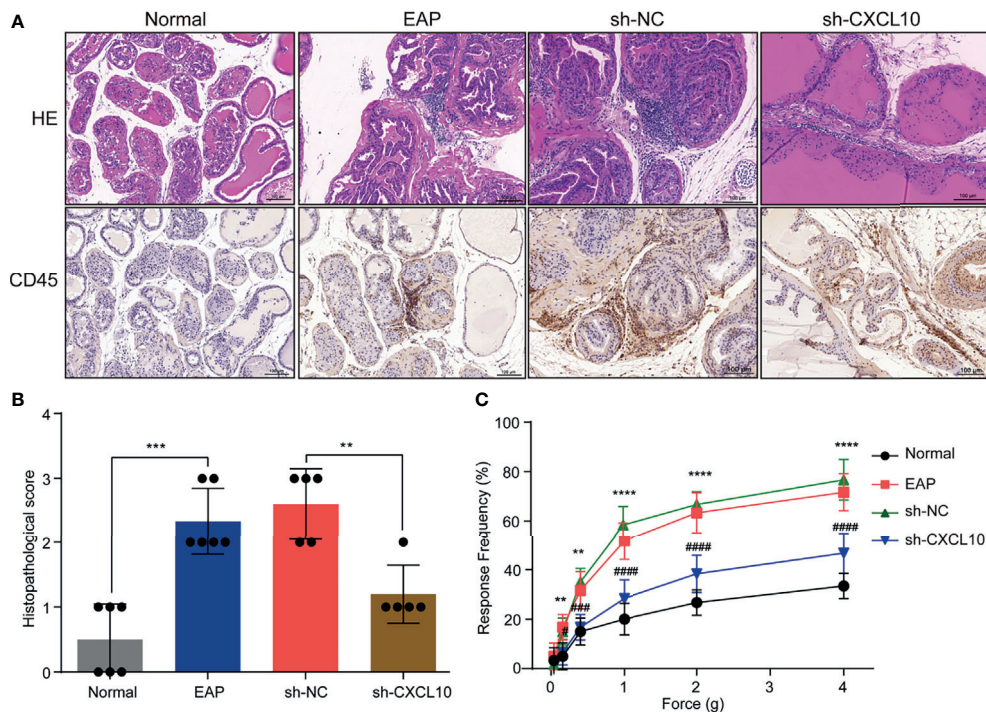 A
Normal
EAP
sh-NC
sh-CXCL10
HE
100 μm
100 μm
CD45
100 μm
100 μm
B
Histopathological score
4
3
2
1
0
***
**
Normal
EAP
sh-NC
sh-CXCL10
C
Response Frequency (%)
100
80
60
40
20
0
**
#
**
###
****
####
****
####
****
####
0
1
2
3
4
Force (g)
Normal
EAP
sh-NC
sh-CXCL10